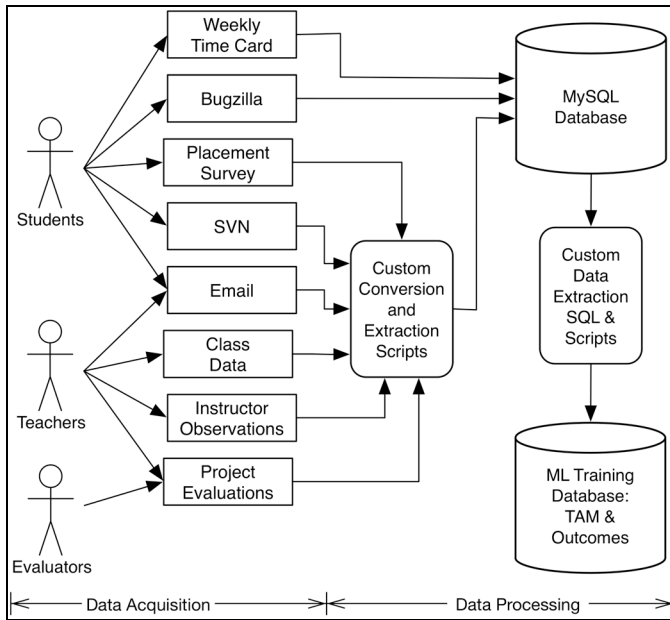 Weekly
Time Card
Bugzilla
Placement
Survey
SVN
Email
Class
Data
Instructor
Observations
Project
Evaluations
Students
Teachers
Evaluators
Custom
Conversion
and
Extraction
Scripts
MySQL
Database
Custom
Data
Extraction
SQL &
Scripts
ML Training
Database:
TAM &
Outcomes
Data Acquisition
Data Processing